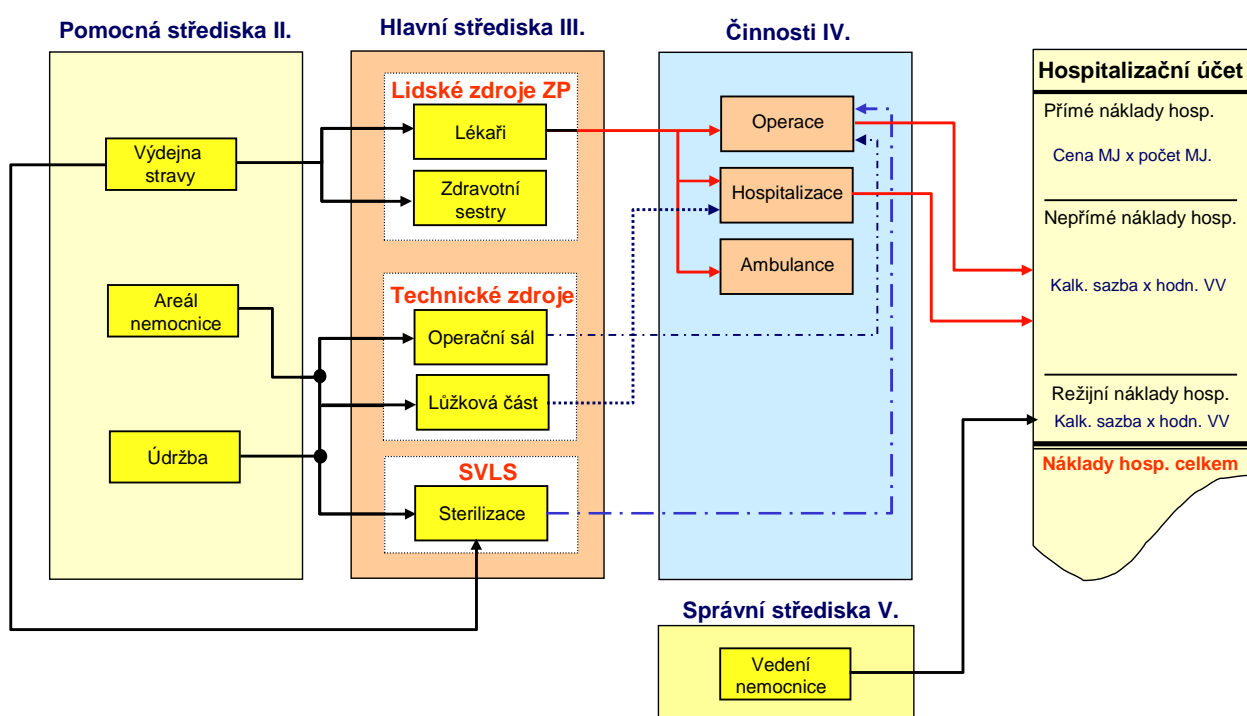 Pomocná střediska II.
Výdejna
stravy
Areál
nemocnice
Údržba
Hlavní střediska III.
Lidské zdroje ZP
Lékaři
Zdravotní
sestry
Technické zdroje
Operační sál
Lůžková část
SVLS
Sterilizace
Činnosti IV.
Operace
Hospitalizace
Ambulance
Správní střediska V.
Vedení
nemocnice
Hospitalizační účet
Přímé náklady hosp.
Cena MJ x počet MJ.
Nepřímé náklady hosp.
Kalk. sazba x hodn. VV
Režijní náklady hosp.
Kalk. sazba x hodn. VV
Náklady hosp. celkem